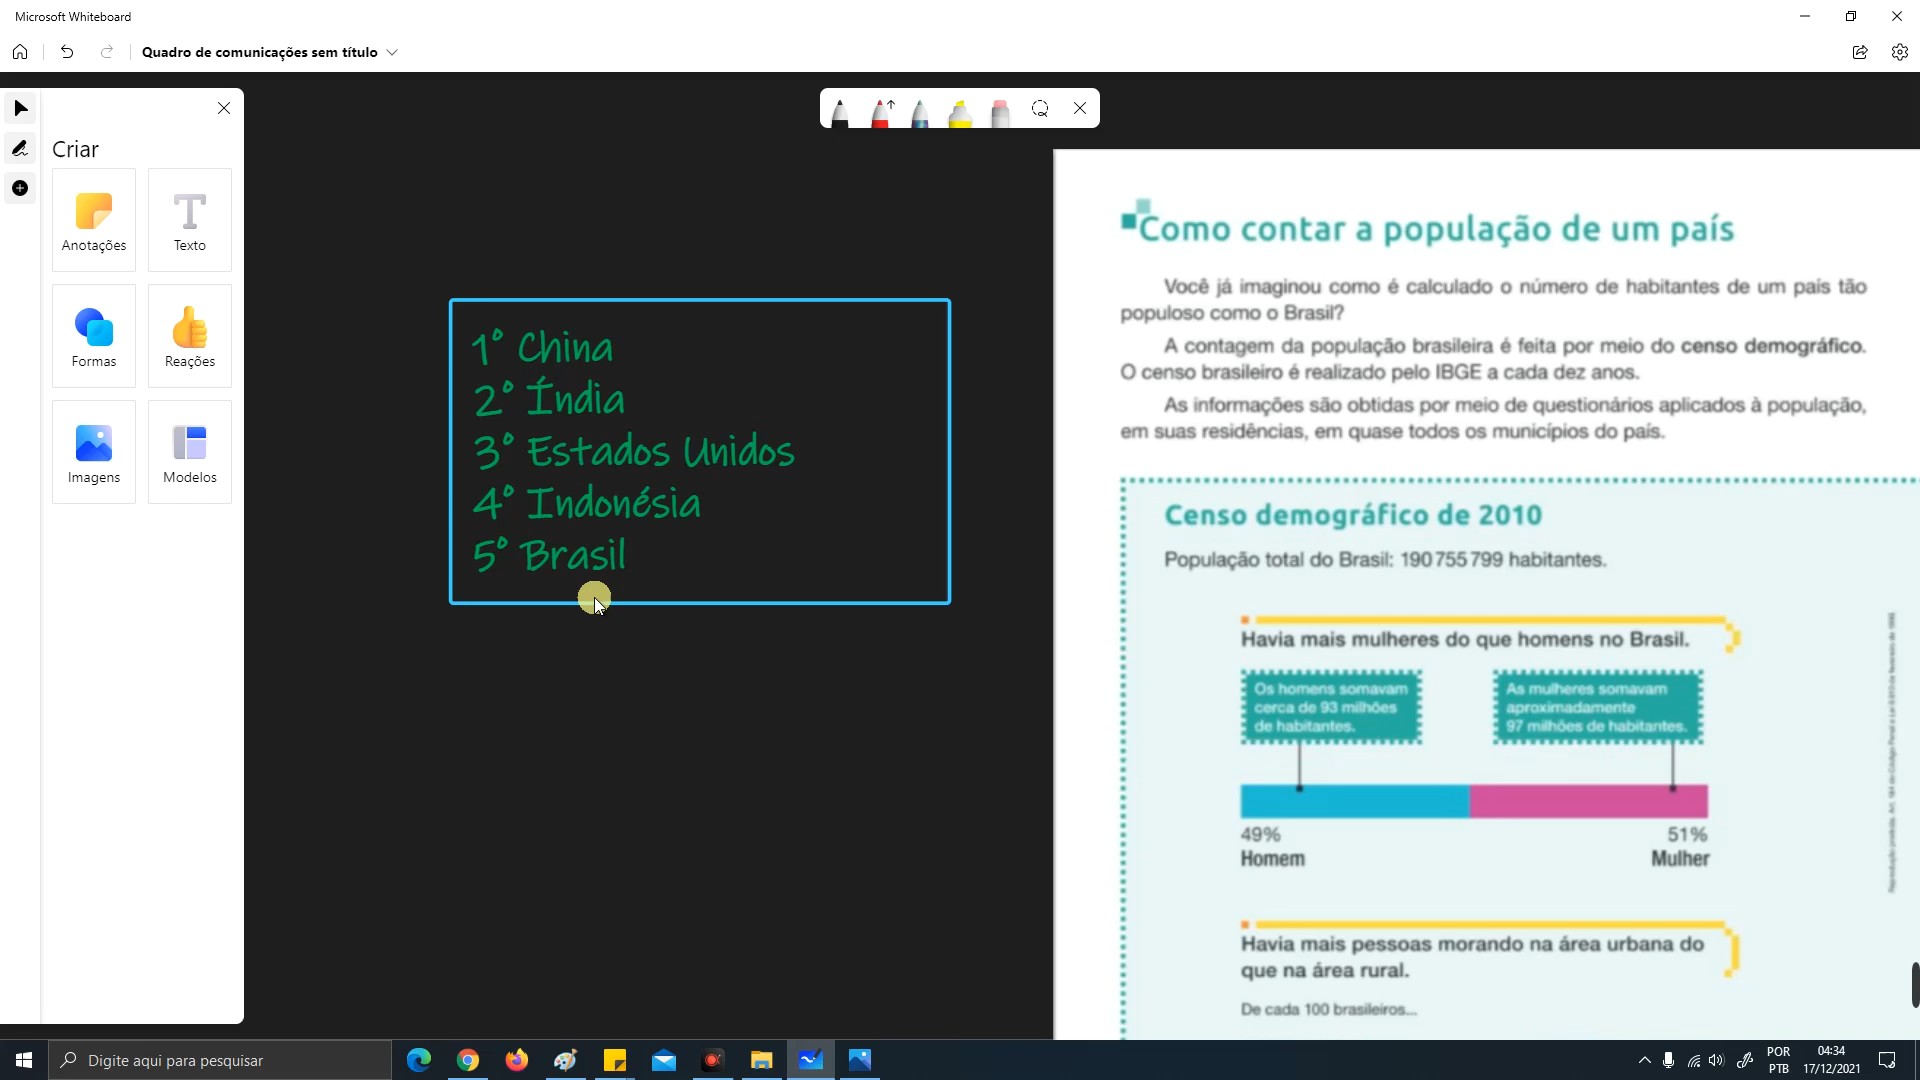 Microsoft Whiteboard
Quadro de comunicações sem título
Criar
Anotações
Texto
Formas
Reações
Imagens
Modelos
1° China
2° Índia
3° Estados Unidos
4° Indonésia
5° Brasil
Como contar a população de um país
Você já imaginou como é calculado o número de habitantes de um país tão
populoso como o Brasil?
A contagem da população brasileira é feita por meio do censo demográfico.
O censo brasileiro é realizado pelo IBGE a cada dez anos.
As informações são obtidas por meio de questionários aplicados à população,
em suas residências, em quase todos os municípios do país.
Censo demográfico de 2010
População total do Brasil: 190 755 799 habitantes.
Havia mais mulheres do que homens no Brasil.
Os homens somavam
cerca de 93 milhões
de habitantes.
As mulheres somavam
aproximadamente
97 milhões de habitantes.
49%
Homem
51%
Mulher
Havia mais pessoas morando na área urbana do
que na área rural.
De cada 100 brasileiros...
Digite aqui para pesquisar
POR
PTB
04:34
17/12/2021